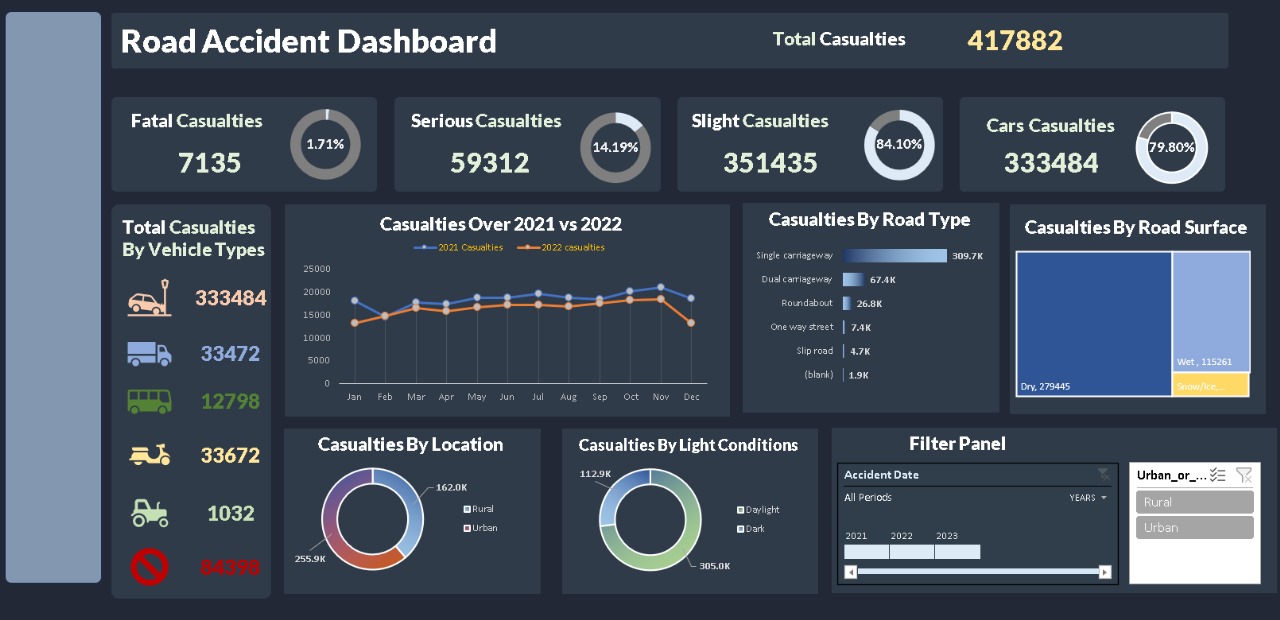 Road Accident Dashboard
Total Casualties 417882
Fatal Casualties
7135
1.71%
Serious Casualties
59312
14.19%
Slight Casualties
351435
84.10%
Cars Casualties
333484
79.80%
Total Casualties
By Vehicle Types
333484
33472
12798
33672
1032
84398
Casualties Over 2021 vs 2022
2021 Casualties 2022 casualties
25000
20000
15000
10000
5000
0
Jan Feb Mar Apr May Jun Jul Aug Sep Oct Nov Dec
Casualties By Road Type
Single carriageway 309.7K
Dual carriageway 67.4K
Roundabout 26.8K
One way street 7.4K
Slip road 4.7K
(blank) 1.9K
Casualties By Road Surface
Dry, 279445
Wet , 115261
Snow/Ice,...
Casualties By Location
162.0K
Rural
Urban
255.9K
Casualties By Light Conditions
112.9K
Daylight
Dark
305.0K
Filter Panel
Accident Date
All Periods YEARS
2021 2022 2023
Urban_or_...
Rural
Urban